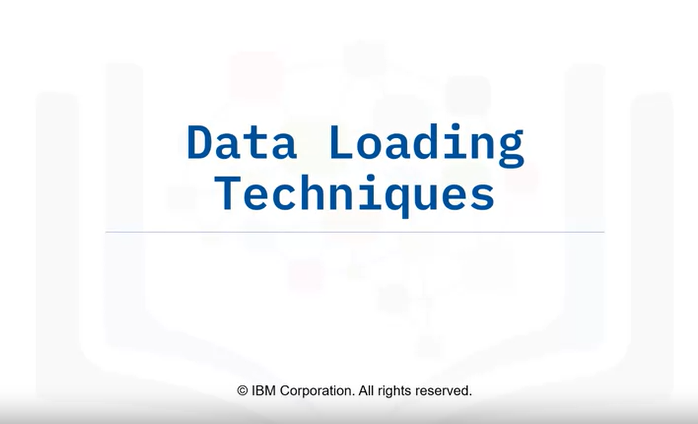 Data Loading
Techniques
© IBM Corporation. All rights reserved.